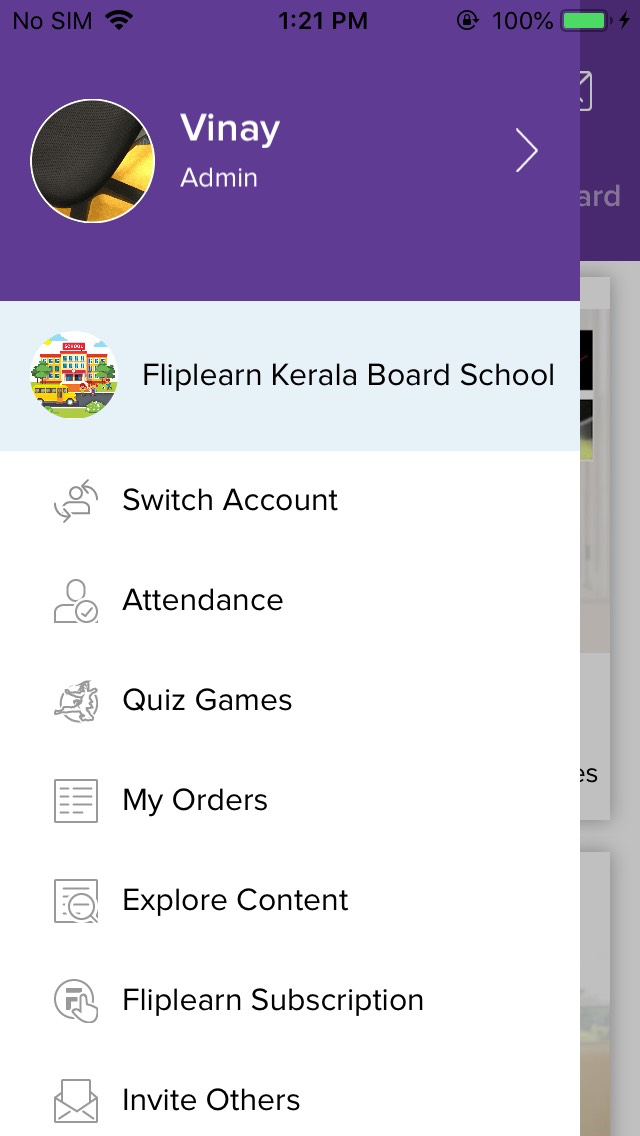 No SIM 1:21 PM 100%
Vinay
Admin
ard
SCHOOL
Fliplearn Kerala Board School
Switch Account
Attendance
Quiz Games
es
My Orders
Explore Content
Fliplearn Subscription
Invite Others